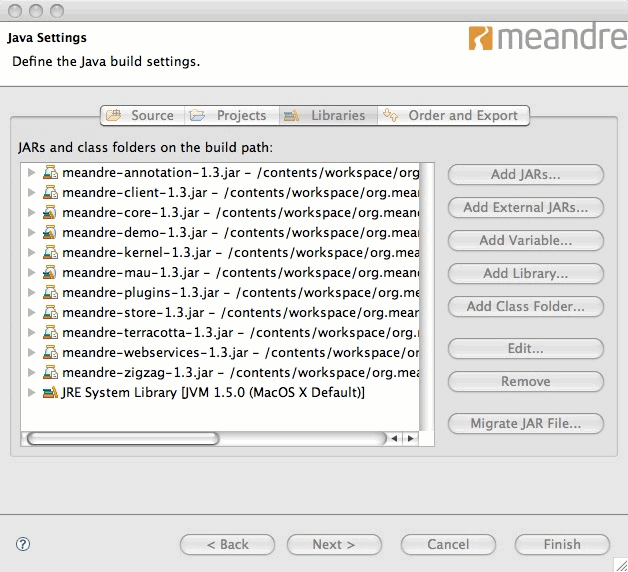 Java Settings
meandre
Define the Java build settings.
Source Projects Libraries Order and Export
JARs and class folders on the build path:
meandre-annotation-1.3.jar - /contents/workspace/org
meandre-client-1.3.jar - /contents/workspace/org.mean
meandre-core-1.3.jar - /contents/workspace/org.mean
meandre-demo-1.3.jar - /contents/workspace/org.mean
meandre-kernel-1.3.jar - /contents/workspace/org.mea
meandre-mau-1.3.jar - /contents/workspace/org.meand
meandre-plugins-1.3.jar - /contents/workspace/org.me
meandre-store-1.3.jar - /contents/workspace/org.mean
meandre-terracotta-1.3.jar - /contents/workspace/org
meandre-webservices-1.3.jar - /contents/workspace/or
meandre-zigzag-1.3.jar - /contents/workspace/org.mea
JRE System Library [JVM 1.5.0 (MacOS X Default)]
Add JARs...
Add External JARs...
Add Variable...
Add Library...
Add Class Folder...
Edit...
Remove
Migrate JAR File...
?
< Back Next > Cancel Finish